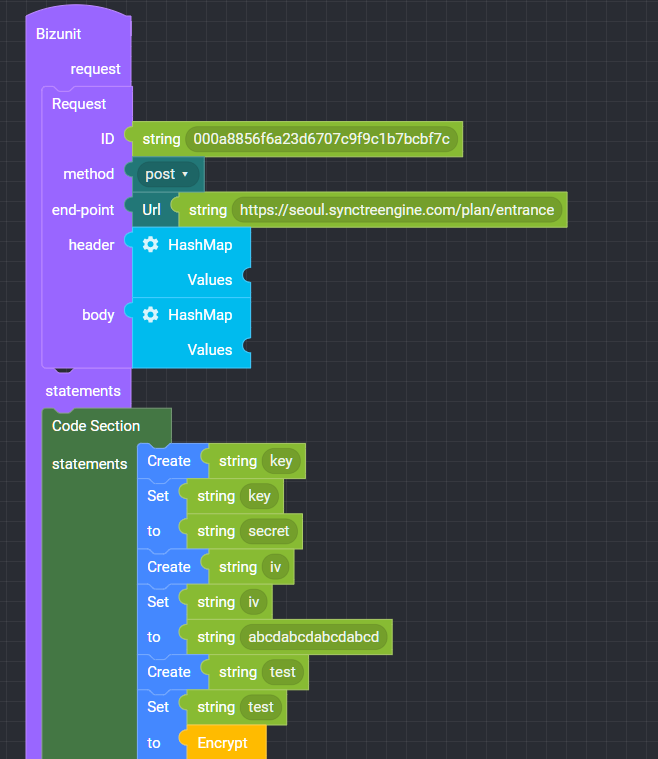 Bizunit
request
Request
ID string 000a8856f6a23d6707c9f9c1b7bcbf7c
method post
end-point Url string https://seoul.synctreengine.com/plan/entrance
header HashMap
Values
body HashMap
Values
statements
Code Section
statements Create string key
Set string key
to string secret
Create string iv
Set string iv
to string abcdabcdabcdabcd
Create string test
Set string test
to Encrypt